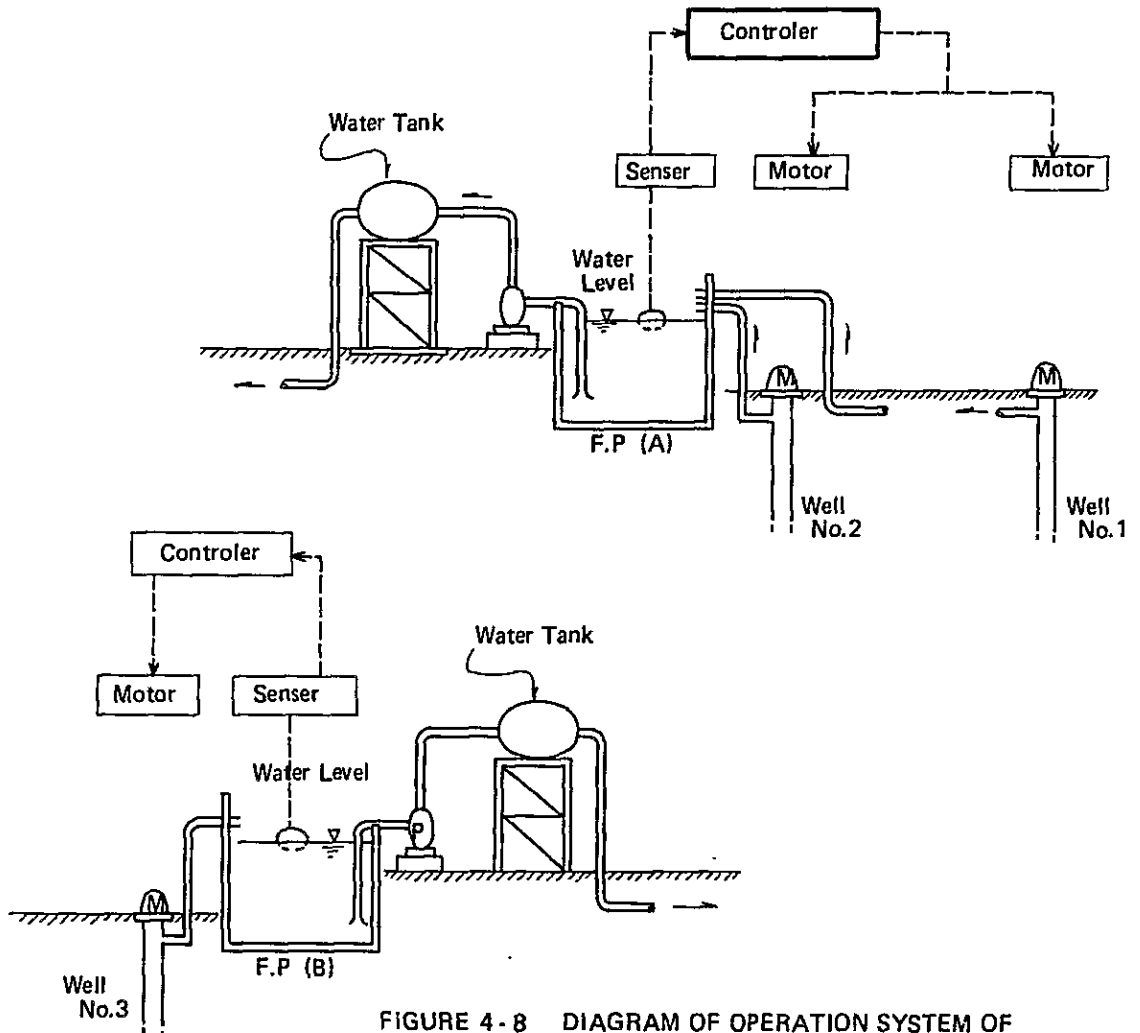 Controler
Water Tank
Senser
Motor
Motor
Water
Level
M
M
F.P (A)
Well
No.2
Well
No.1
Controler
Water Tank
Motor
Senser
Water Level
P
M
F.P (B)
Well
No.3
FIGURE 4-8 DIAGRAM OF OPERATION SYSTEM OF